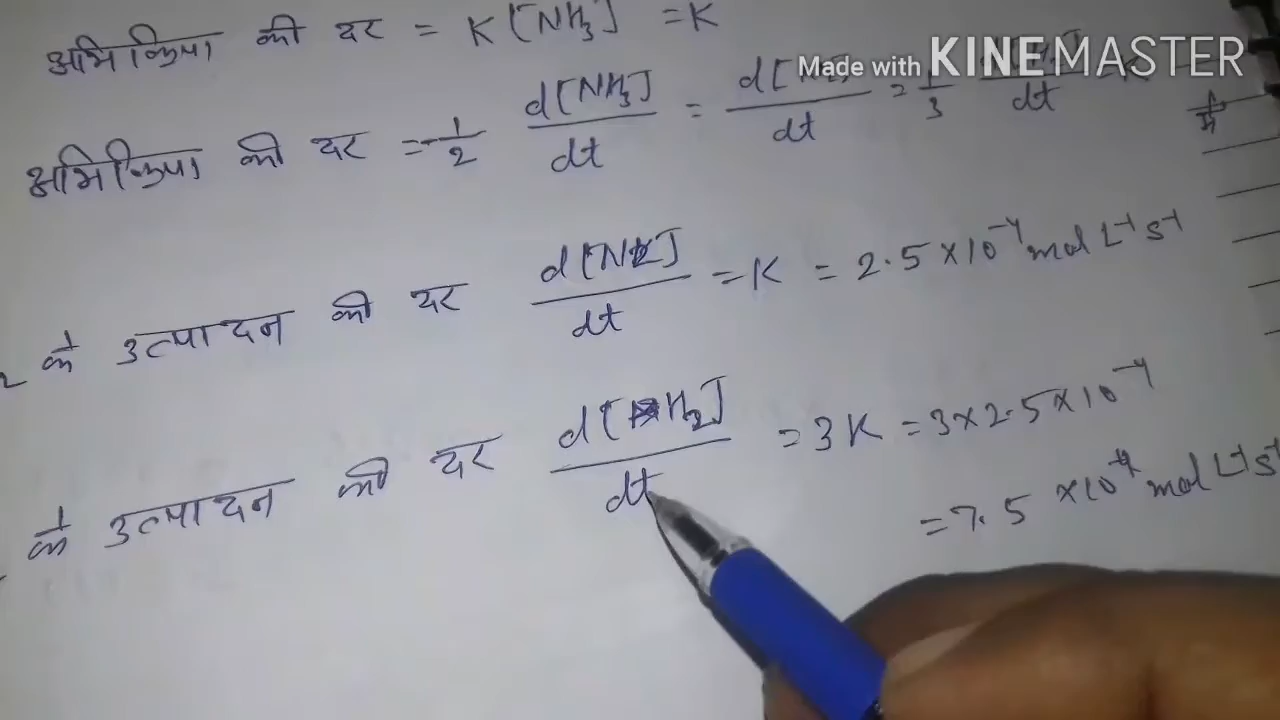 अभिक्रिया की दर = K [NH₃] = K
Made with KINEMASTER
अभिक्रिया की दर = -1/2 d[NH₃]/dt = d[N₂]/dt = 1/3 d[H₂]/dt = K
के उत्पादन की दर d[N₂]/dt = K = 2.5 × 10⁻⁴ mol L⁻¹ s⁻¹
के उत्पादन की दर d[H₂]/dt = 3K = 3 × 2.5 × 10⁻⁴
= 7.5 × 10⁻⁴ mol L⁻¹ s⁻¹